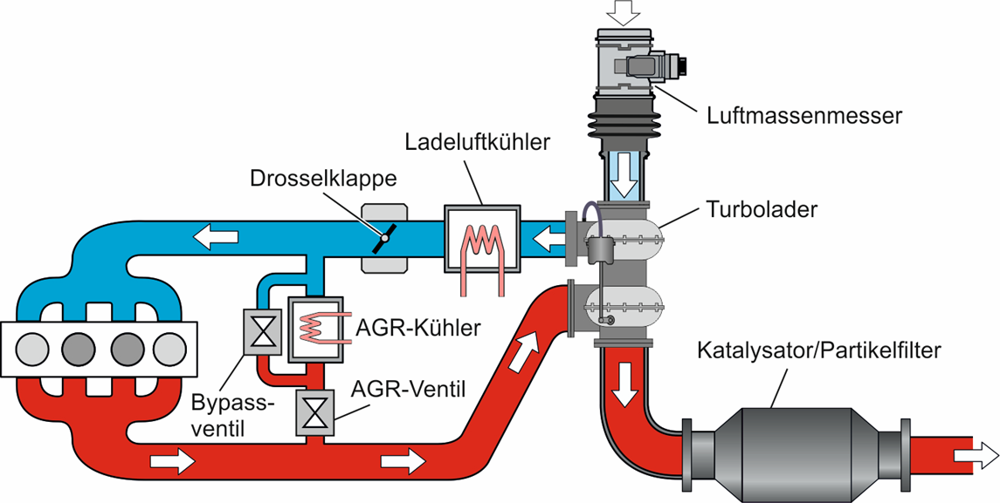 Luftmassenmesser
Ladeluftkühler
Drosselklappe
Turbolader
AGR-Kühler
Katalysator/Partikelfilter
AGR-Ventil
Bypass-
ventil